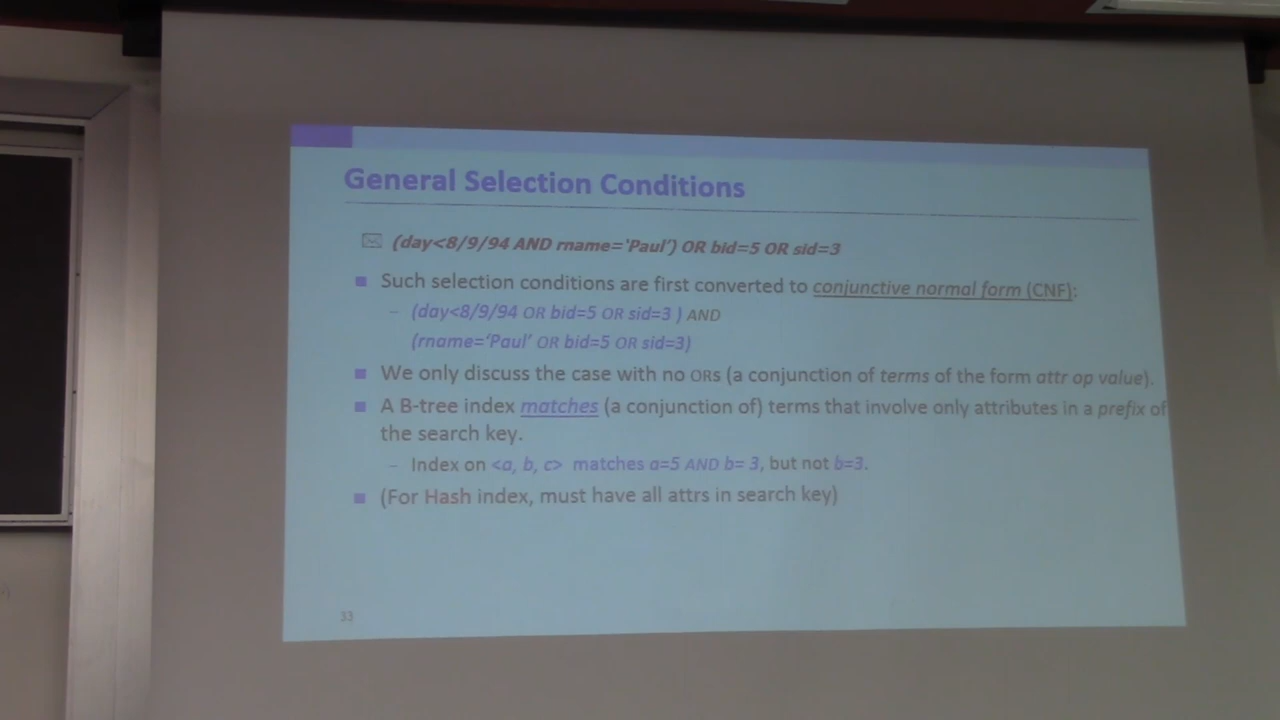 General Selection Conditions
(day<8/9/94 AND rname='Paul') OR bid=5 OR sid=3
Such selection conditions are first converted to conjunctive normal form (CNF):
– (day<8/9/94 OR bid=5 OR sid=3 ) AND
(rname='Paul' OR bid=5 OR sid=3)
We only discuss the case with no ORs (a conjunction of terms of the form attr op value).
A B-tree index matches (a conjunction of) terms that involve only attributes in a prefix of
the search key.
– Index on <a, b, c> matches a=5 AND b= 3, but not b=3.
(For Hash index, must have all attrs in search key)
33